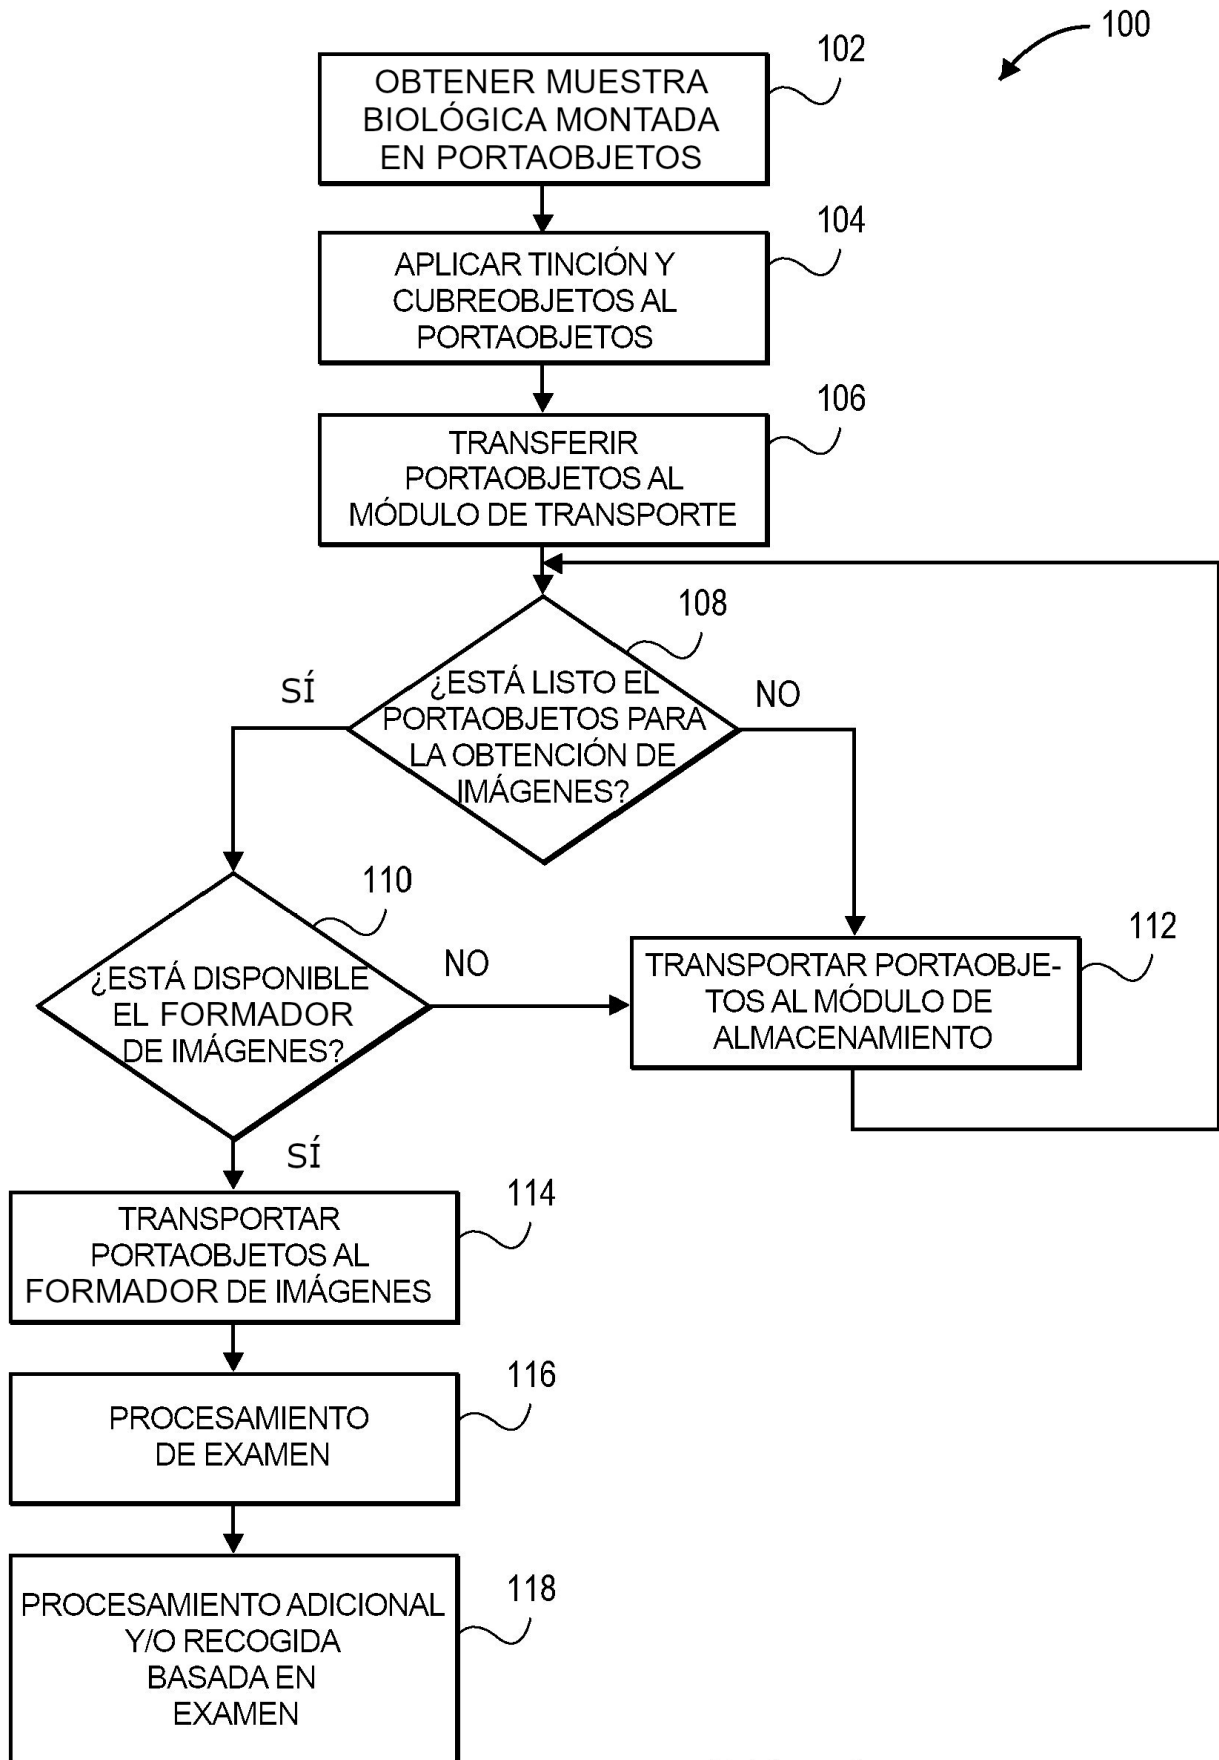 100
102
OBTENER MUESTRA
BIOLÓGICA MONTADA
EN PORTAOBJETOS
104
APLICAR TINCIÓN Y
CUBREOBJETOS AL
PORTAOBJETOS
106
TRANSFERIR
PORTAOBJETOS AL
MÓDULO DE TRANSPORTE
108
SÍ
¿ESTÁ LISTO EL
PORTAOBJETOS PARA
LA OBTENCIÓN DE
IMÁGENES?
NO
110
¿ESTÁ DISPONIBLE
EL FORMADOR
DE IMÁGENES?
NO
112
TRANSPORTAR PORTAOBJE-
TOS AL MÓDULO DE
ALMACENAMIENTO
SÍ
114
TRANSPORTAR
PORTAOBJETOS AL
FORMADOR DE IMÁGENES
116
PROCESAMIENTO
DE EXAMEN
118
PROCESAMIENTO ADICIONAL
Y/O RECOGIDA
BASADA EN
EXAMEN